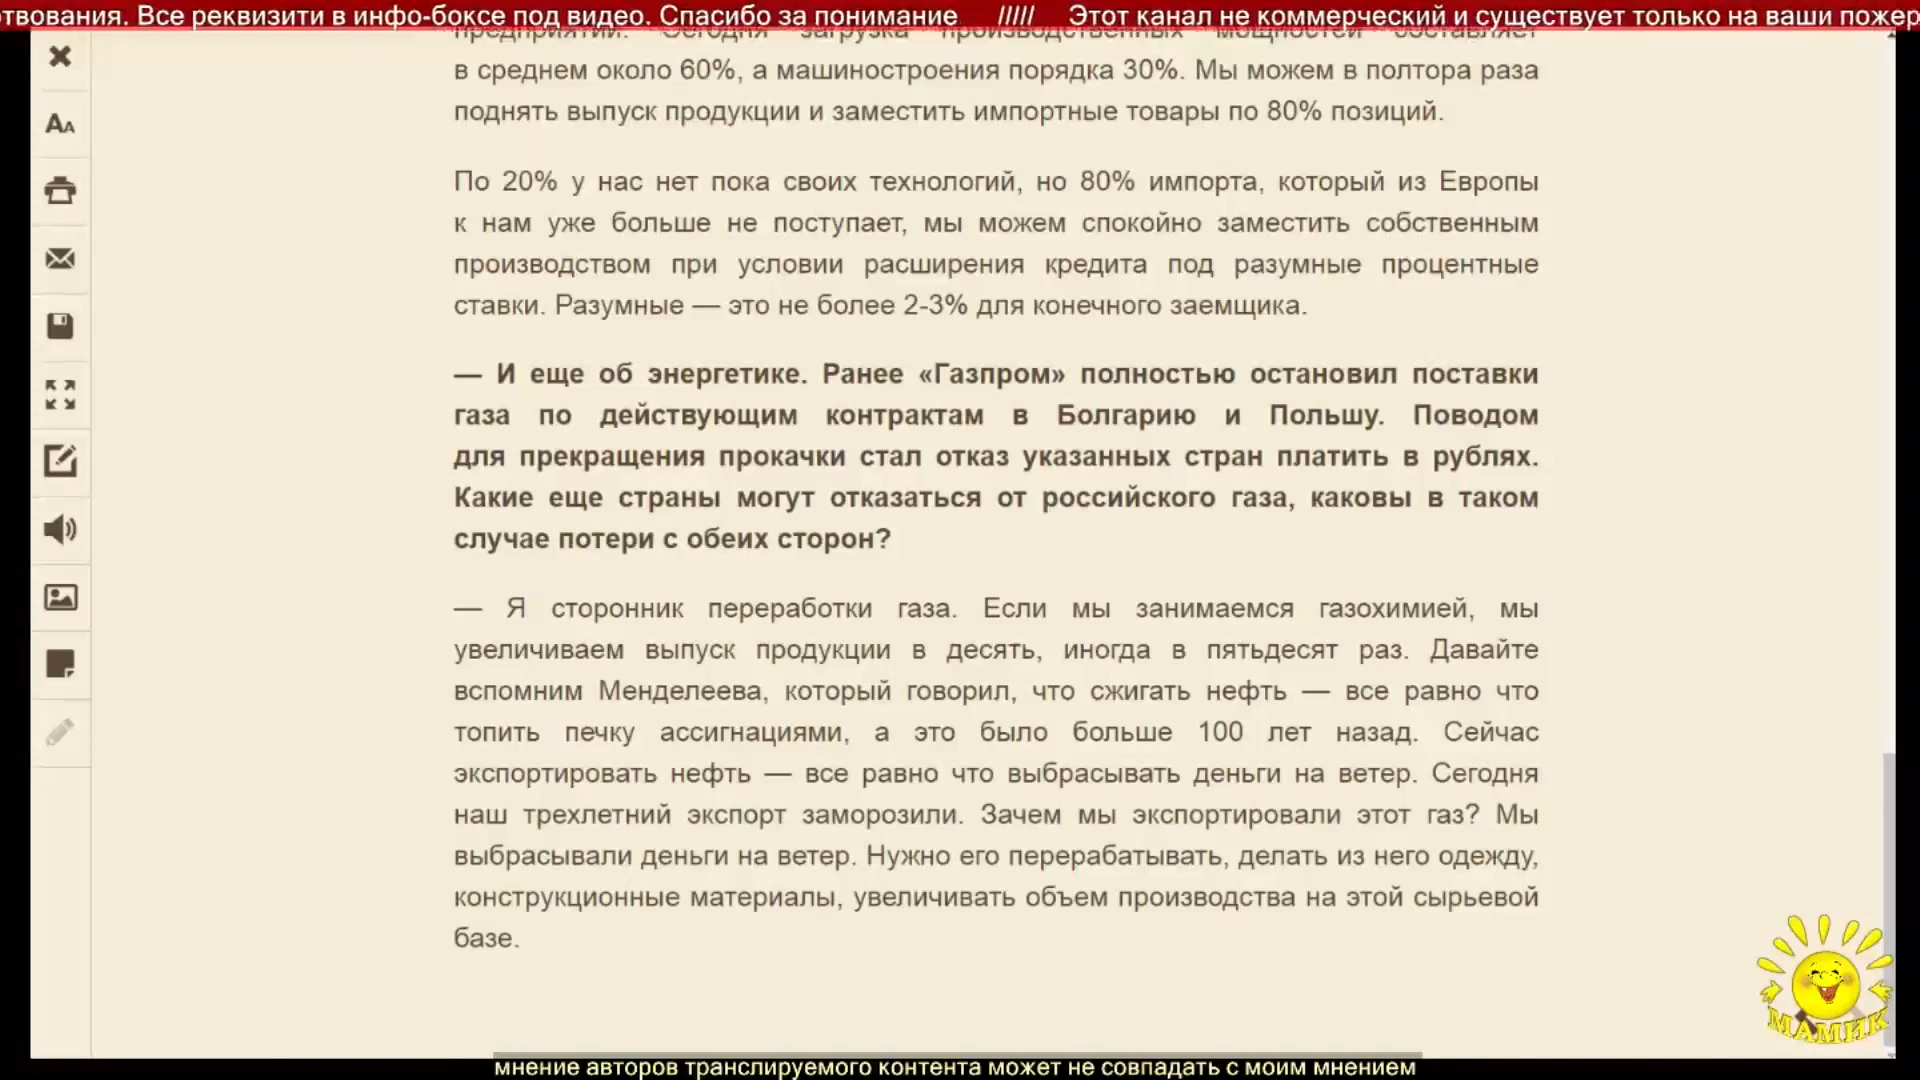 твования. Все реквизити в инфо-боксе под видео. Спасибо за понимание ///// Этот канал не коммерческий и существует только на ваши пожер
предприятий. Сегодня загрузка производственных мощностей составляет
в среднем около 60%, а машиностроения порядка 30%. Мы можем в полтора раза
поднять выпуск продукции и заместить импортные товары по 80% позиций.
По 20% у нас нет пока своих технологий, но 80% импорта, который из Европы
к нам уже больше не поступает, мы можем спокойно заместить собственным
производством при условии расширения кредита под разумные процентные
ставки. Разумные — это не более 2-3% для конечного заемщика.
— И еще об энергетике. Ранее «Газпром» полностью остановил поставки
газа по действующим контрактам в Болгарию и Польшу. Поводом
для прекращения прокачки стал отказ указанных стран платить в рублях.
Какие еще страны могут отказаться от российского газа, каковы в таком
случае потери с обеих сторон?
— Я сторонник переработки газа. Если мы занимаемся газохимией, мы
увеличиваем выпуск продукции в десять, иногда в пятьдесят раз. Давайте
вспомним Менделеева, который говорил, что сжигать нефть — все равно что
топить печку ассигнациями, а это было больше 100 лет назад. Сейчас
экспортировать нефть — все равно что выбрасывать деньги на ветер. Сегодня
наш трехлетний экспорт заморозили. Зачем мы экспортировали этот газ? Мы
выбрасывали деньги на ветер. Нужно его перерабатывать, делать из него одежду,
конструкционные материалы, увеличивать объем производства на этой сырьевой
базе.
МАМИК
мнение авторов транслируемого контента может не совпадать с моим мнением